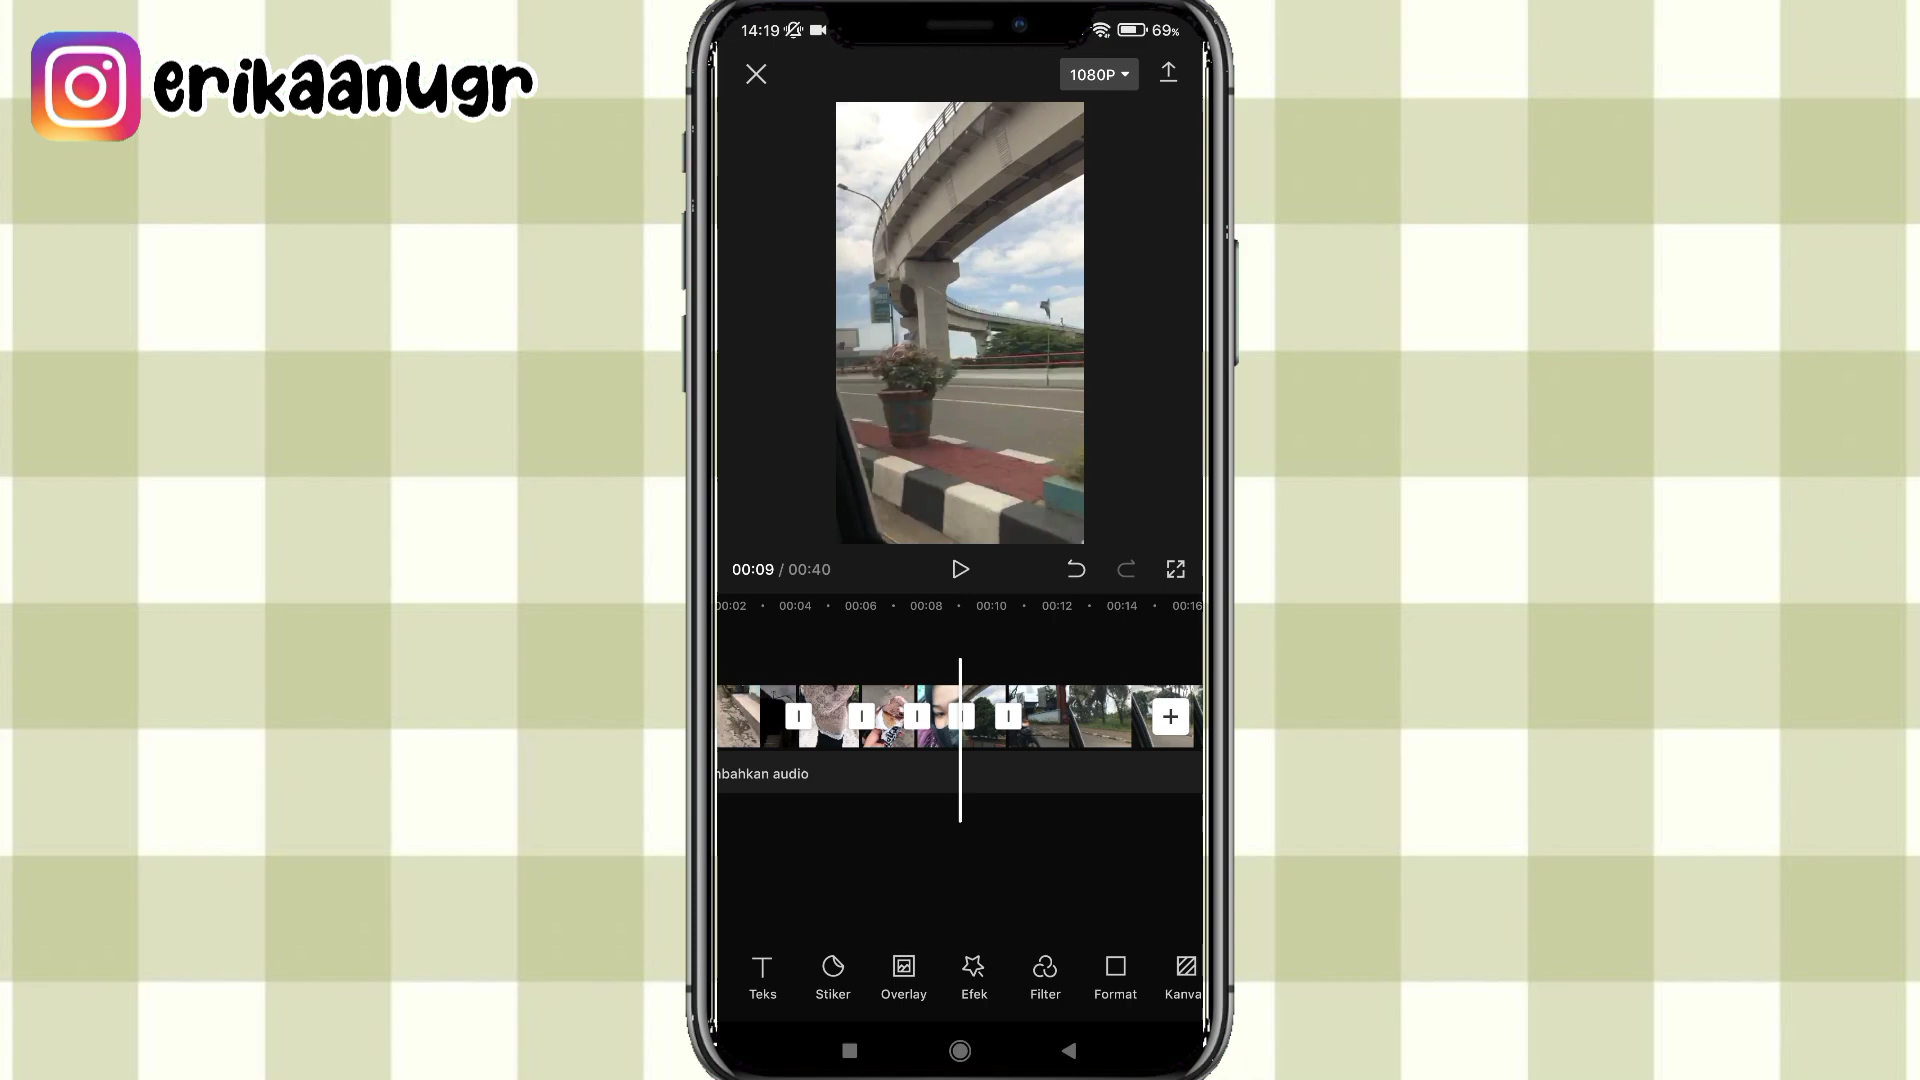 erikaanugr
14:19 69%
1080P
00:09 / 00:40
00:02 00:04 00:06 00:08 00:10 00:12 00:14 00:16
mbahkan audio
Teks Stiker Overlay Efek Filter Format Kanva